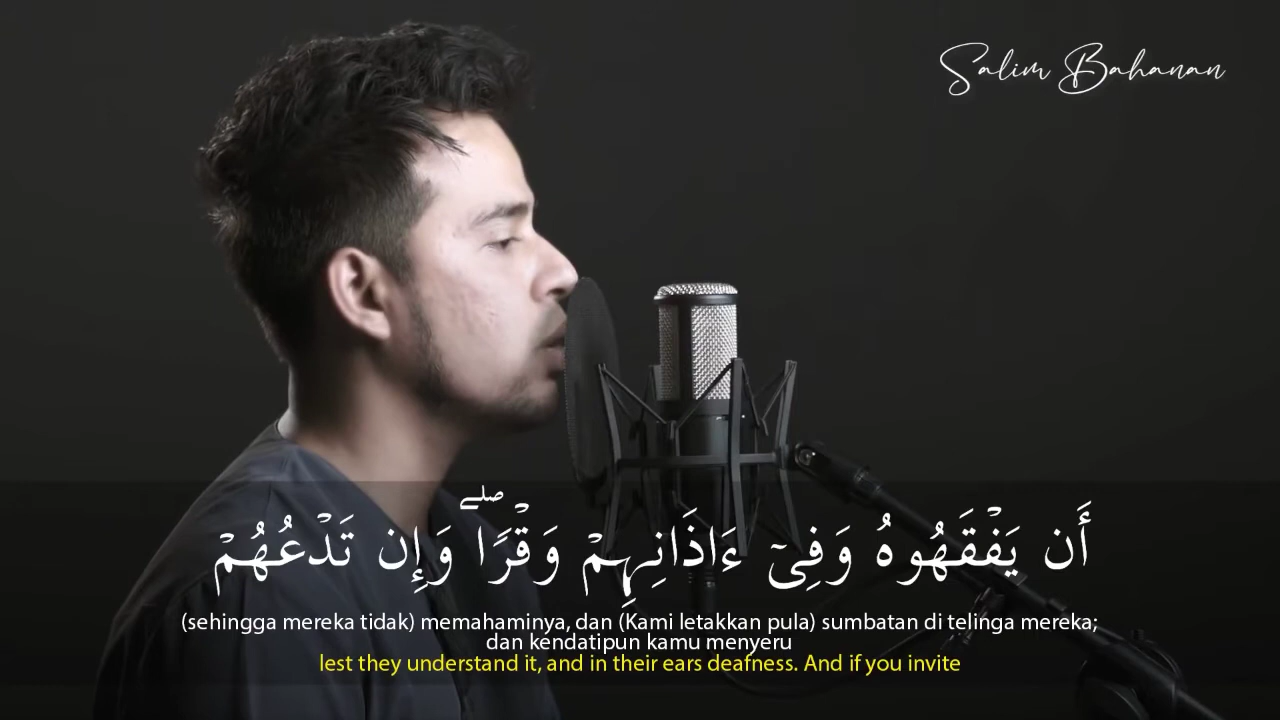 Salim Bahanan
أَن يَفْقَهُوهُ وَفِىٓ ءَاذَانِهِمْ وَقْرًا ۖ وَإِن تَدْعُهُمْ
(sehingga mereka tidak) memahaminya, dan (Kami letakkan pula) sumbatan di telinga mereka;
dan kendatipun kamu menyeru
lest they understand it, and in their ears deafness. And if you invite